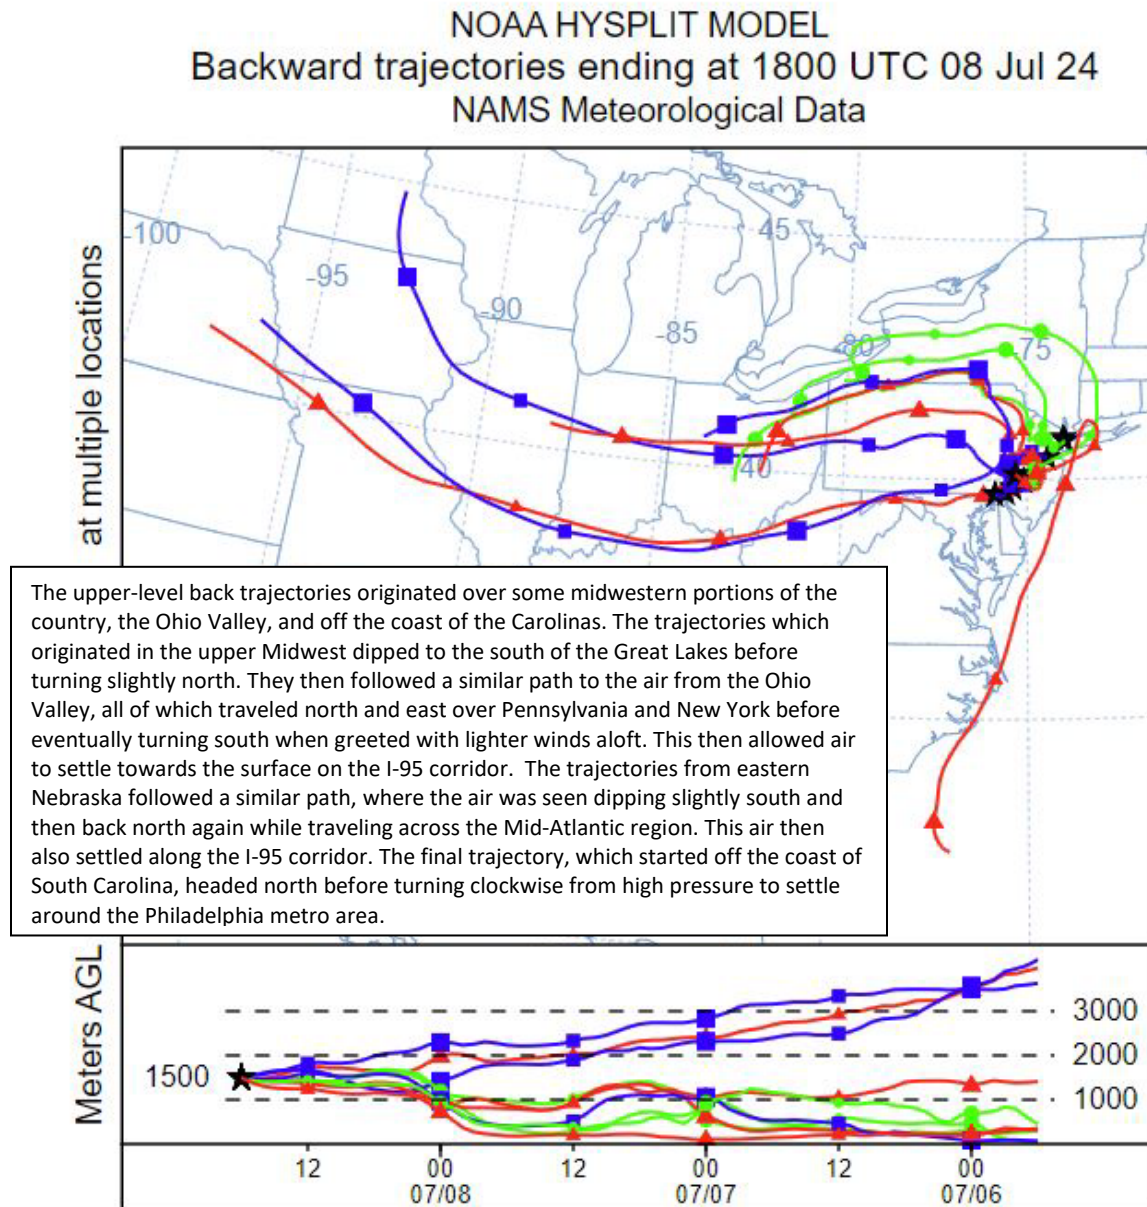 NOAA HYSPLIT MODEL
Backward trajectories ending at 1800 UTC 08 Jul 24
NAMS Meteorological Data
at multiple locations
-100
-95
-90
-85
-80
-75
45
40
The upper-level back trajectories originated over some midwestern portions of the
country, the Ohio Valley, and off the coast of the Carolinas. The trajectories which
originated in the upper Midwest dipped to the south of the Great Lakes before
turning slightly north. They then followed a similar path to the air from the Ohio
Valley, all of which traveled north and east over Pennsylvania and New York before
eventually turning south when greeted with lighter winds aloft. This then allowed air
to settle towards the surface on the I-95 corridor.  The trajectories from eastern
Nebraska followed a similar path, where the air was seen dipping slightly south and
then back north again while traveling across the Mid-Atlantic region. This air then
also settled along the I-95 corridor. The final trajectory, which started off the coast of
South Carolina, headed north before turning clockwise from high pressure to settle
around the Philadelphia metro area.
Meters AGL
1500
3000
2000
1000
12 00 12 00 12 00
07/08 07/07 07/06